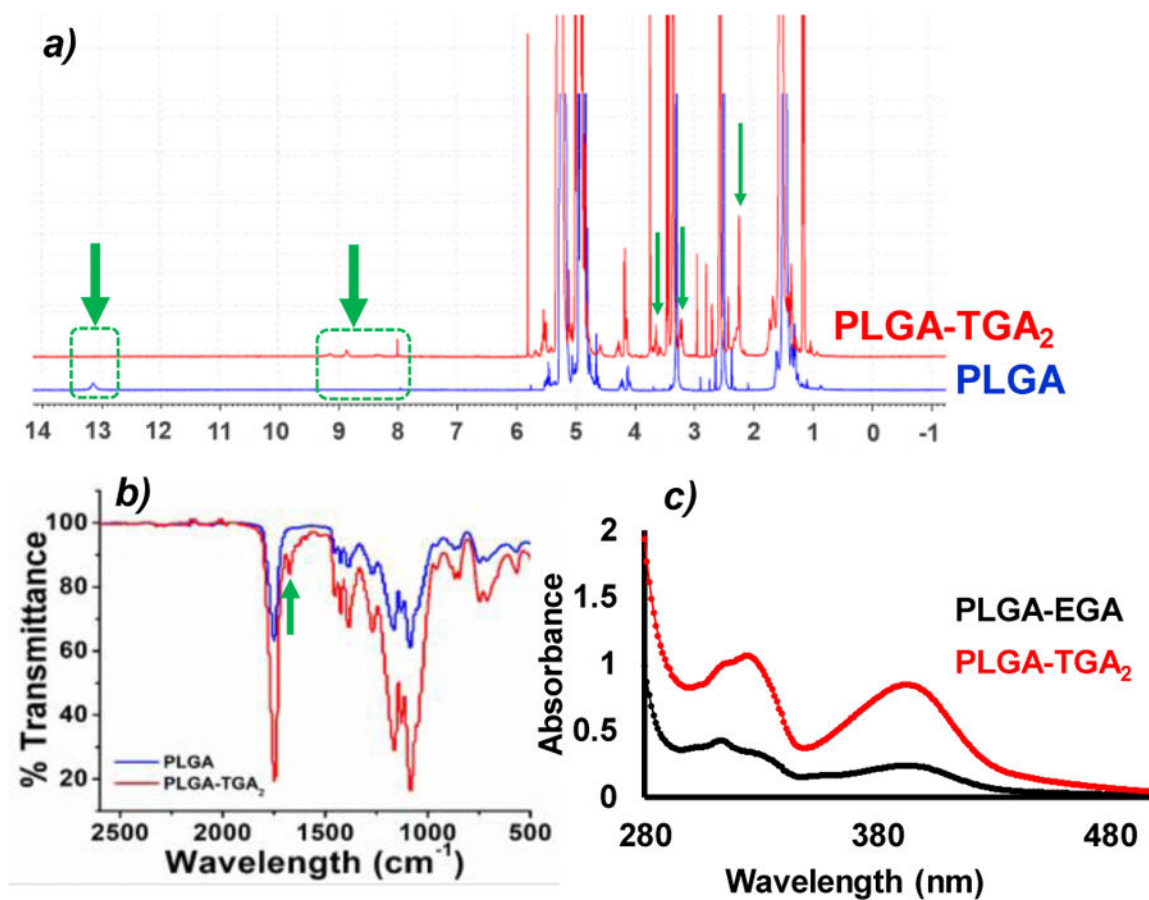 a)
PLGA-TGA₂
PLGA
14 13 12 11 10 9 8 7 6 5 4 3 2 1 0 -1
b)
% Transmittance
100
80
60
40
20
PLGA
PLGA-TGA₂
2500 2000 1500 1000 500
Wavelength (cm⁻¹)
c)
Absorbance
2
1.5
1
0.5
0
PLGA-EGA
PLGA-TGA₂
280 380 480
Wavelength (nm)